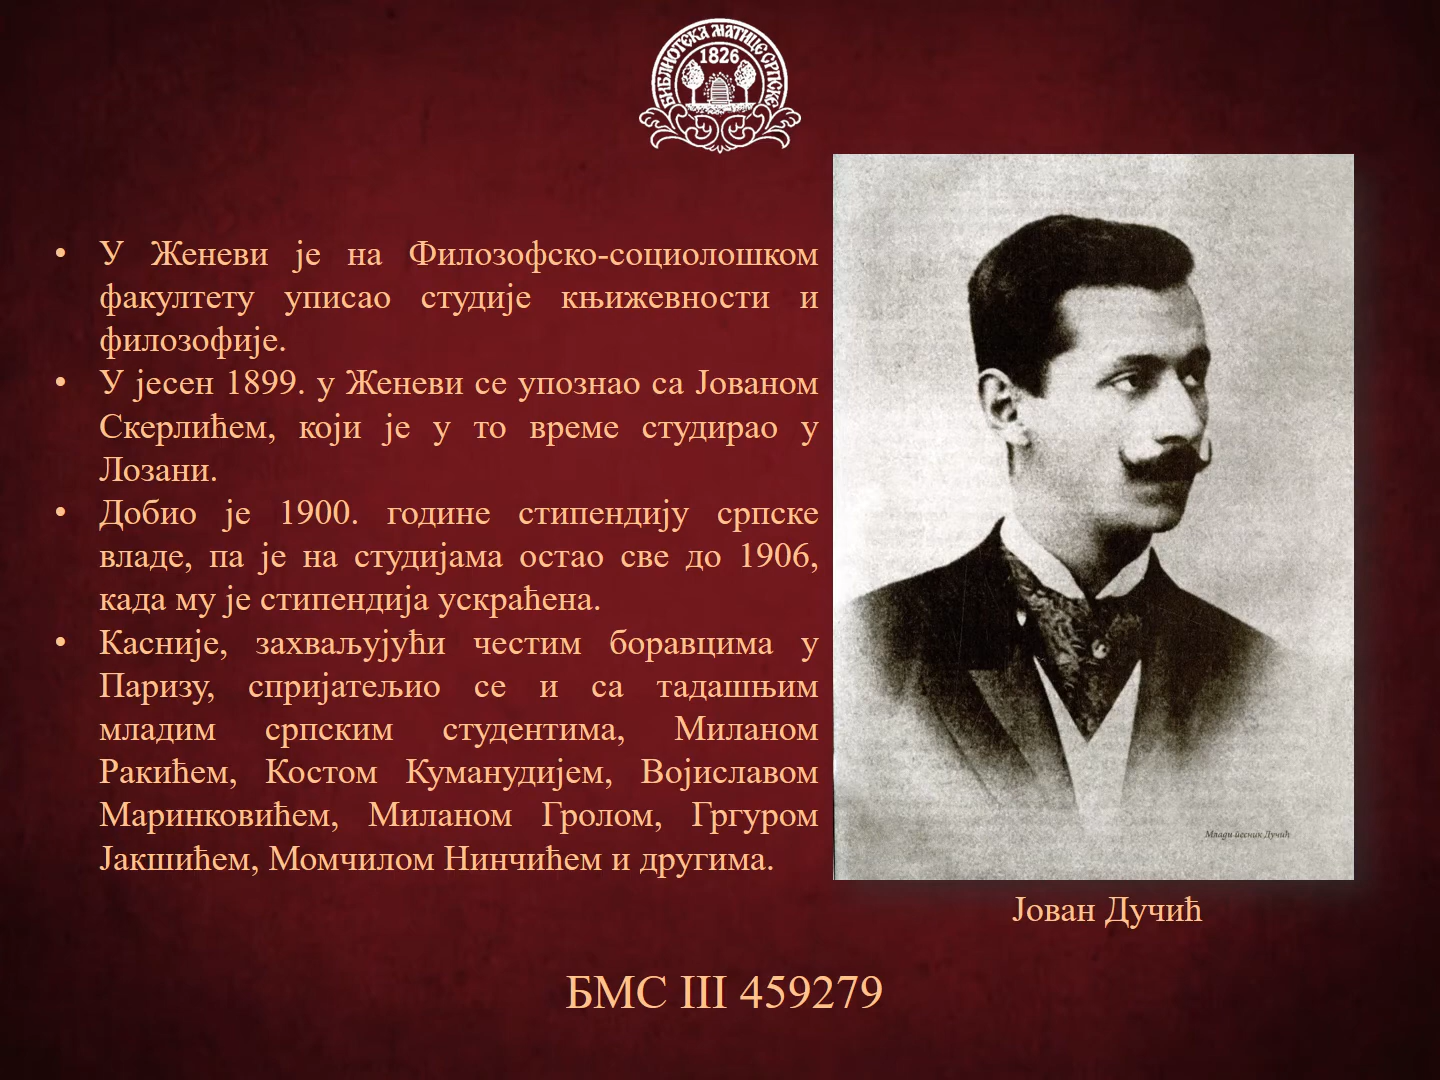 БИБЛИОТЕКА МАТИЦЕ СРПСКЕ
1826
• У Женеви је на Филозофско-социолошком
факултету уписао студије књижевности и
филозофије.
• У јесен 1899. у Женеви се упознао са Јованом
Скерлићем, који је у то време студирао у
Лозани.
• Добио је 1900. године стипендију српске
владе, па је на студијама остао све до 1906,
када му је стипендија ускраћена.
• Касније, захваљујући честим боравцима у
Паризу, спријатељио се и са тадашњим
младим српским студентима, Миланом
Ракићем, Костом Куманудијем, Војиславом
Маринковићем, Миланом Гролом, Гргуром
Јакшићем, Момчилом Нинчићем и другима.
Млади песник Дучић
Јован Дучић
БМС III 459279